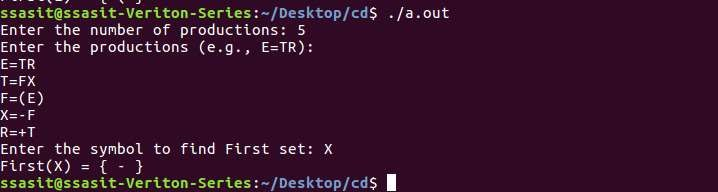 ssasit@ssasit-Veriton-Series:~/Desktop/cd$ ./a.out
Enter the number of productions: 5
Enter the productions (e.g., E=TR):
E=TR
T=FX
F=(E)
X=-F
R=+T
Enter the symbol to find First set: X
First(X) = { - }
ssasit@ssasit-Veriton-Series:~/Desktop/cd$